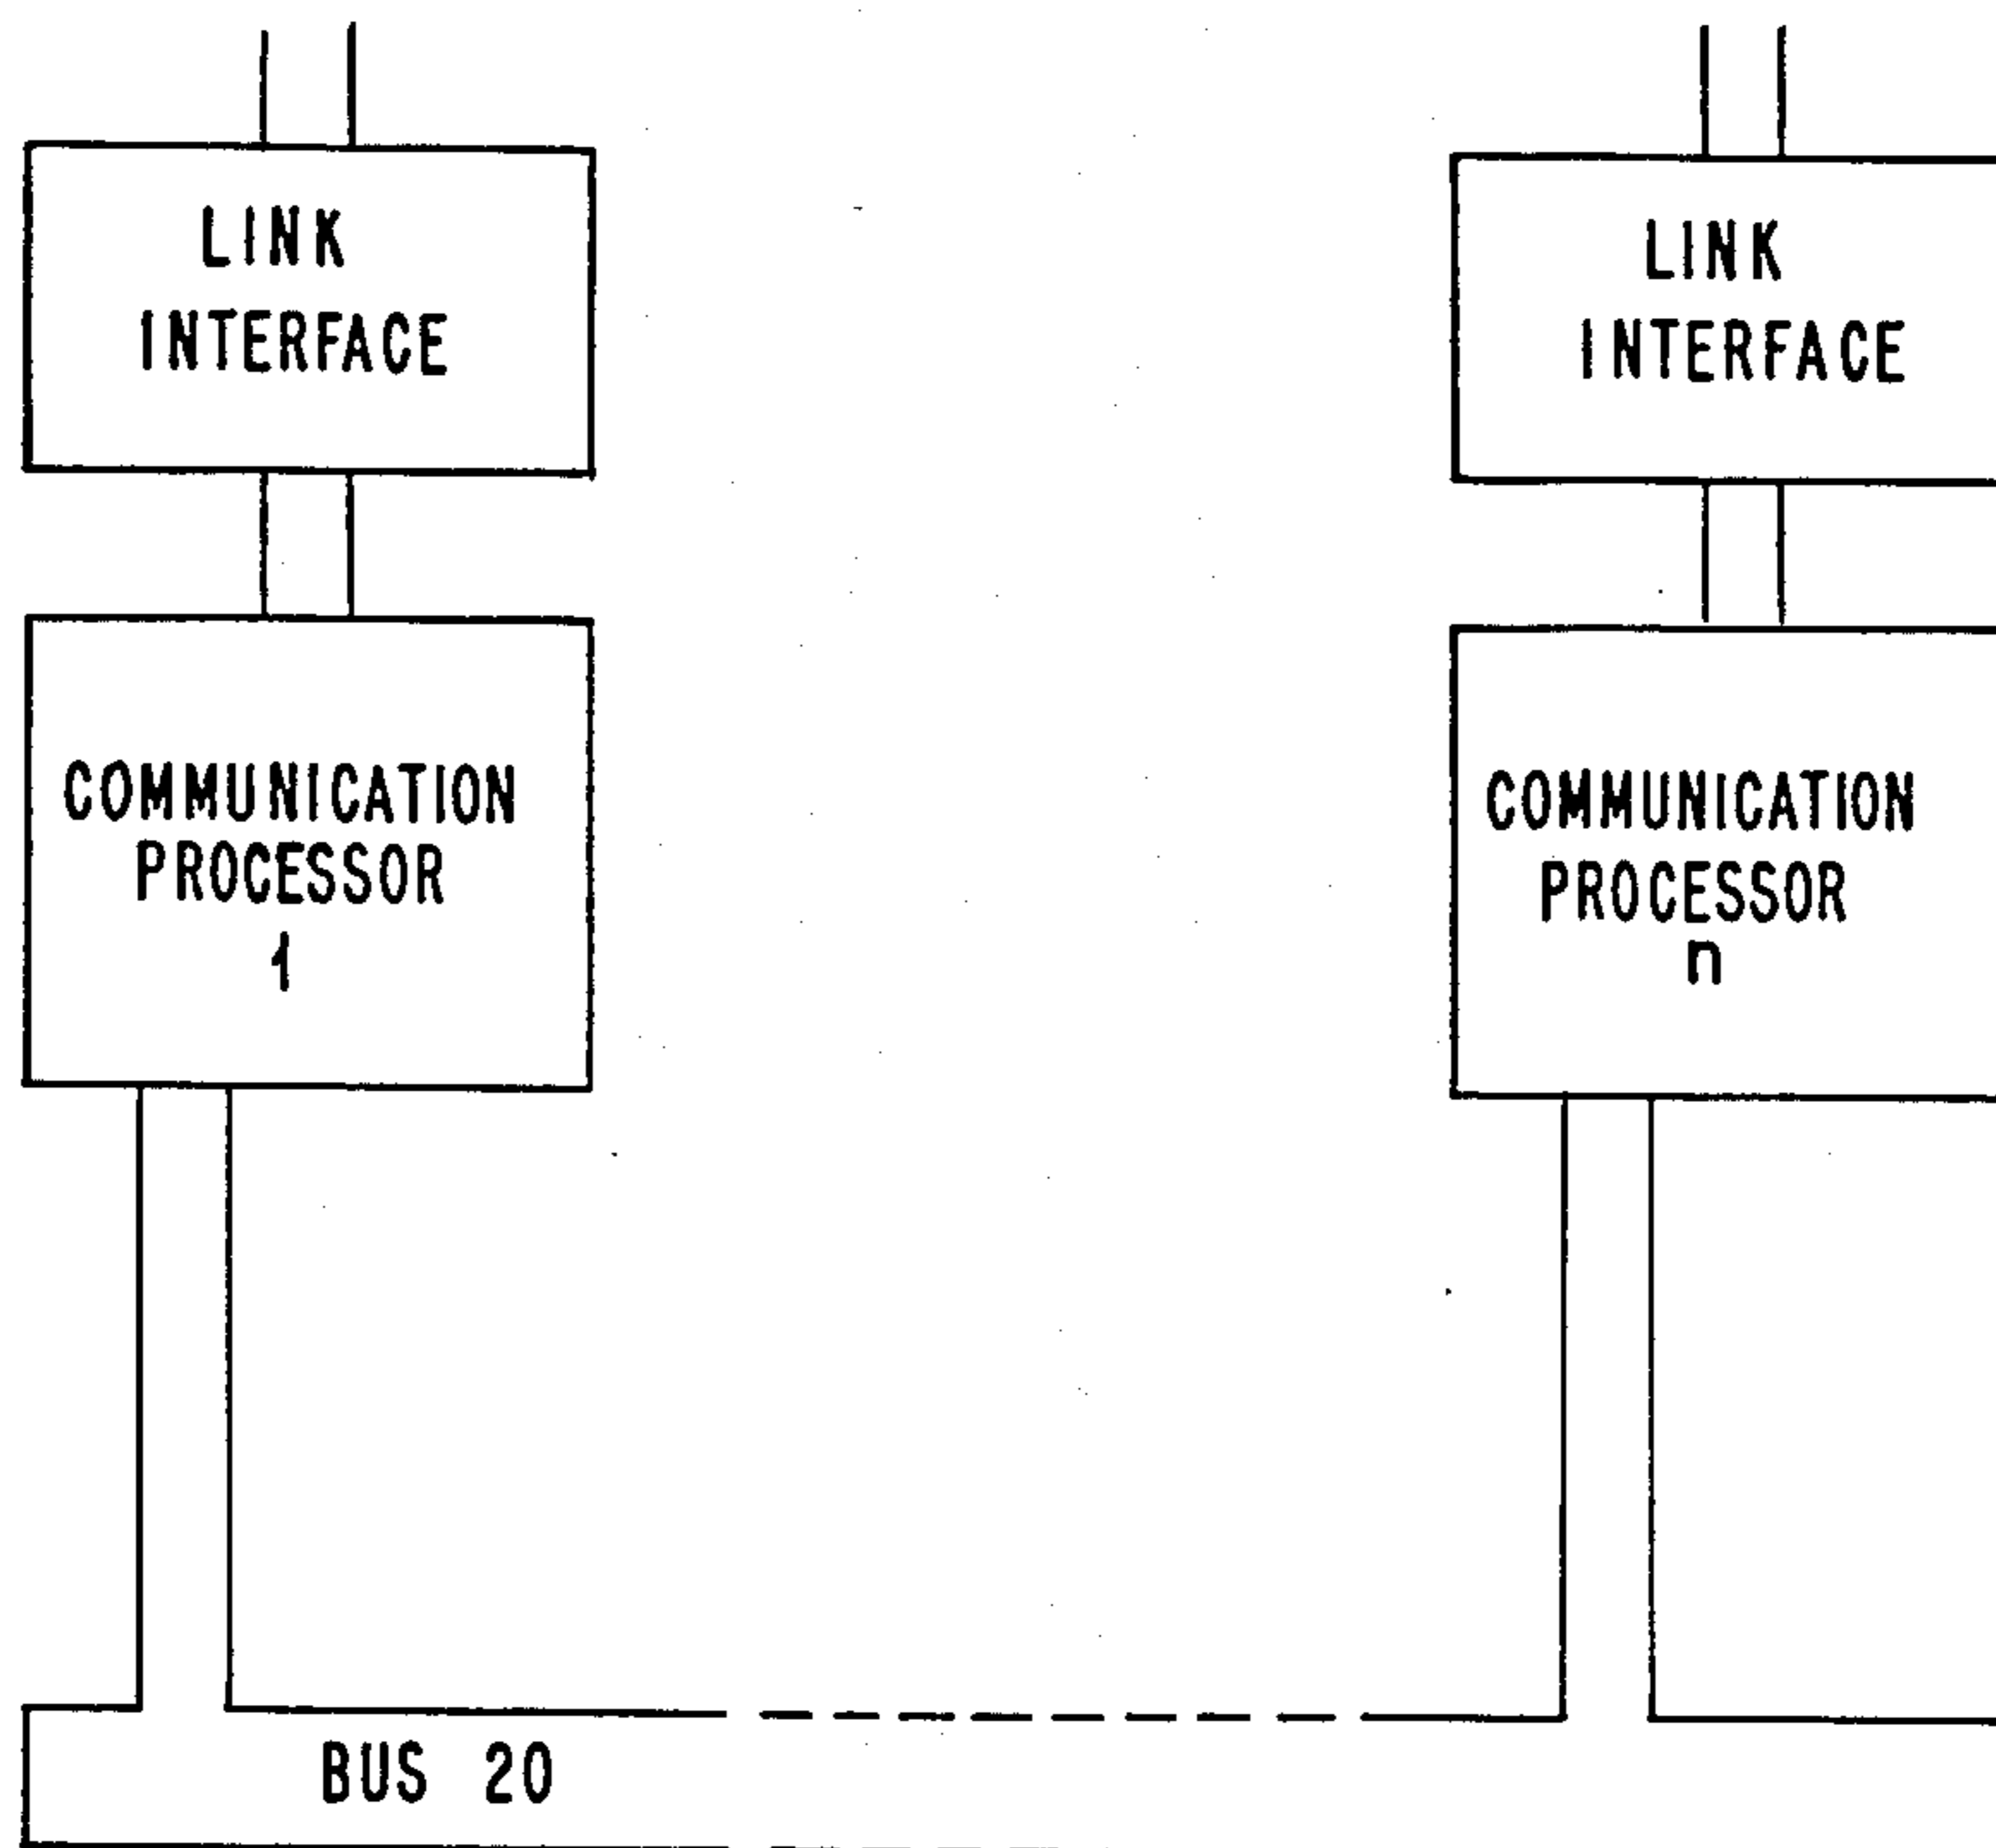 LINK
INTERFACE
LINK
INTERFACE
COMMUNICATION
PROCESSOR
1
COMMUNICATION
PROCESSOR
n
BUS 20